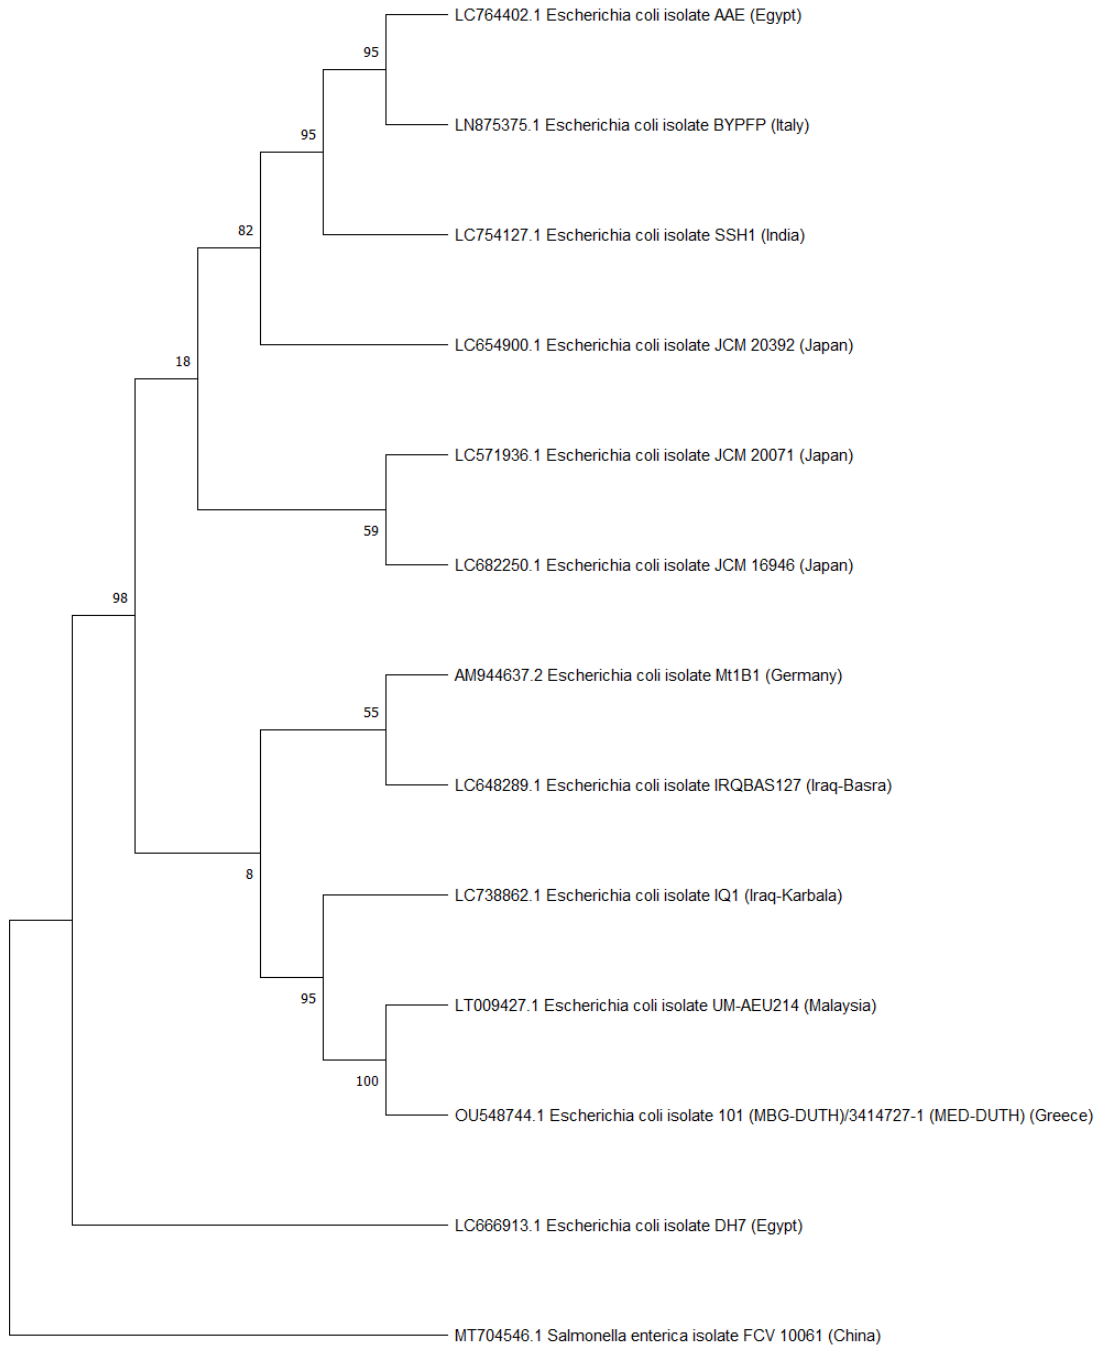 LC764402.1 Escherichia coli isolate AAE (Egypt)
95
LN875375.1 Escherichia coli isolate BYPFP (Italy)
95
LC754127.1 Escherichia coli isolate SSH1 (India)
82
LC654900.1 Escherichia coli isolate JCM 20392 (Japan)
18
LC571936.1 Escherichia coli isolate JCM 20071 (Japan)
59
LC682250.1 Escherichia coli isolate JCM 16946 (Japan)
98
AM944637.2 Escherichia coli isolate Mt1B1 (Germany)
55
LC648289.1 Escherichia coli isolate IRQBAS127 (Iraq-Basra)
8
LC738862.1 Escherichia coli isolate IQ1 (Iraq-Karbala)
95
LT009427.1 Escherichia coli isolate UM-AEU214 (Malaysia)
100
OU548744.1 Escherichia coli isolate 101 (MBG-DUTH)/3414727-1 (MED-DUTH) (Greece)
LC666913.1 Escherichia coli isolate DH7 (Egypt)
MT704546.1 Salmonella enterica isolate FCV 10061 (China)